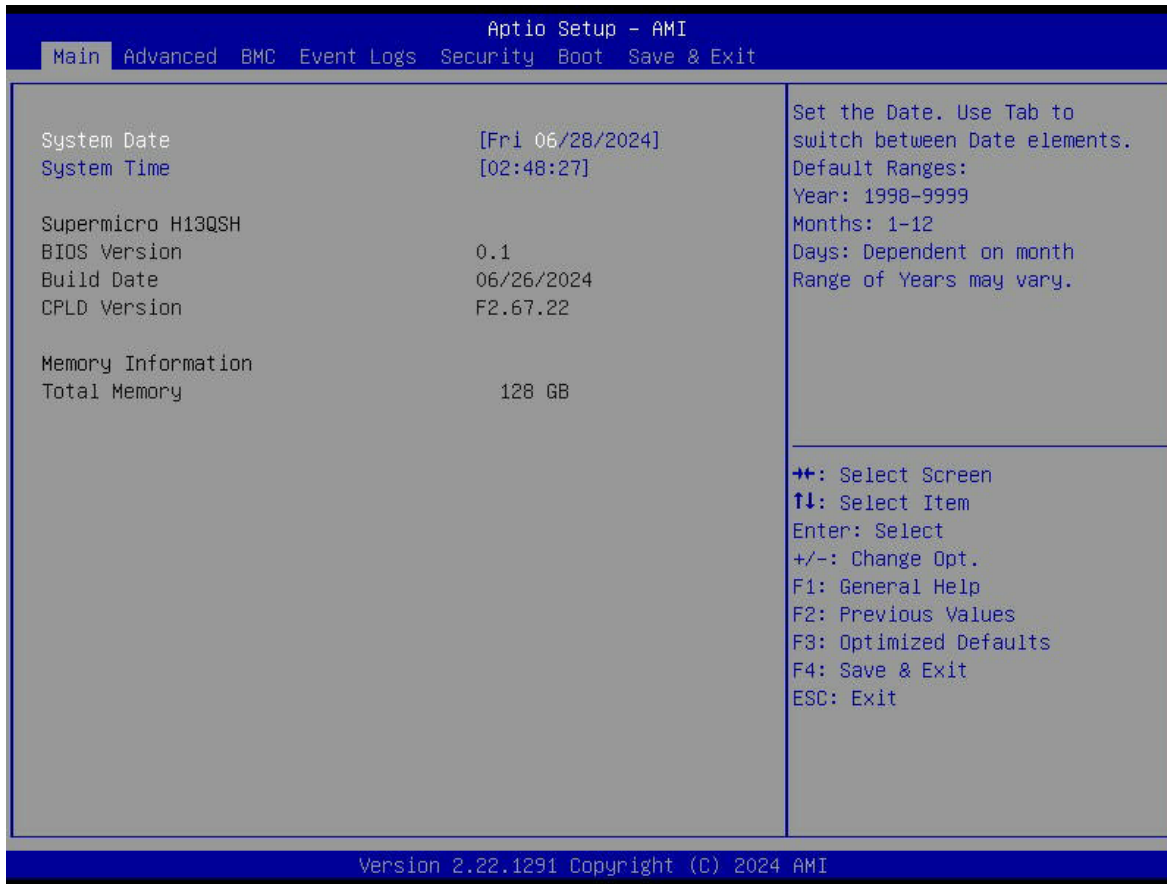 Aptio Setup – AMI
Main Advanced BMC Event Logs Security Boot Save & Exit
System Date [Fri 06/28/2024]
System Time [02:48:27]
Supermicro H13QSH
BIOS Version 0.1
Build Date 06/26/2024
CPLD Version F2.67.22
Memory Information
Total Memory 128 GB
Set the Date. Use Tab to
switch between Date elements.
Default Ranges:
Year: 1998-9999
Months: 1-12
Days: Dependent on month
Range of Years may vary.
→←: Select Screen
↑↓: Select Item
Enter: Select
+/-: Change Opt.
F1: General Help
F2: Previous Values
F3: Optimized Defaults
F4: Save & Exit
ESC: Exit
Version 2.22.1291 Copyright (C) 2024 AMI